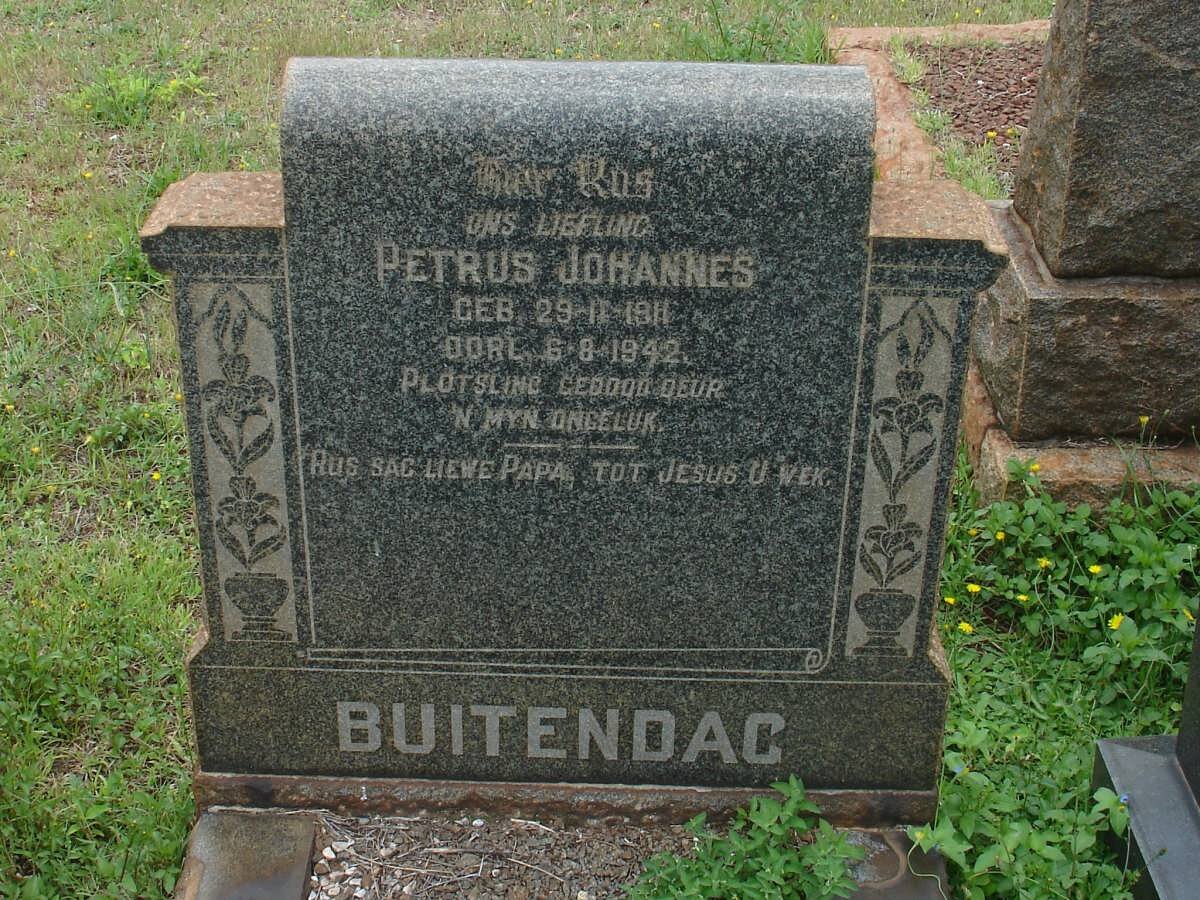 Hier Rus
ONS LIEFLING
PETRUS JOHANNES
GEB. 29-11-1911
OORL. 6-8-1942.
PLOTSLING GEDOOD DEUR
'N MYN ONGELUK.
RUS SAG LIEWE PAPA, TOT JESUS U WEK.
BUITENDAG